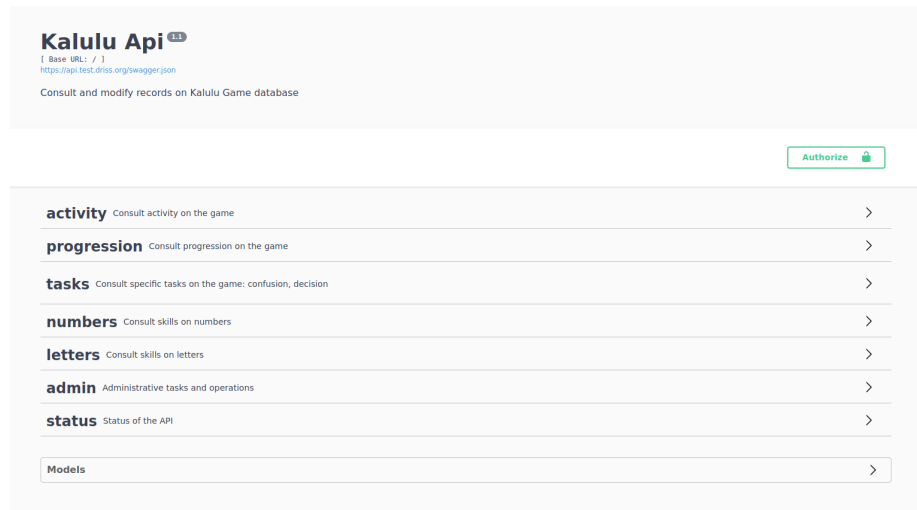 Kalulu Api 1.1
[ Base URL: / ]
https://api.test.driss.org/swagger.json
Consult and modify records on Kalulu Game database
Authorize
activity Consult activity on the game
progression Consult progression on the game
tasks Consult specific tasks on the game: confusion, decision
numbers Consult skills on numbers
letters Consult skills on letters
admin Administrative tasks and operations
status Status of the API
Models